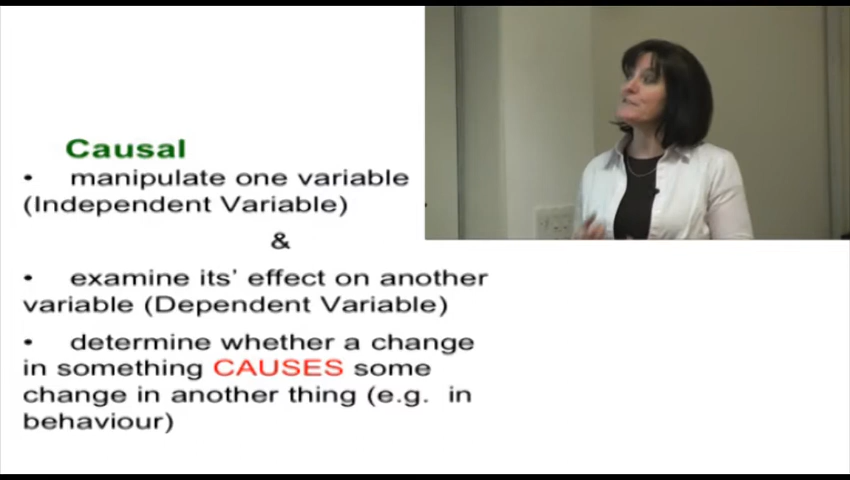 Causal
• manipulate one variable
(Independent Variable)
&
• examine its' effect on another
variable (Dependent Variable)
• determine whether a change
in something CAUSES some
change in another thing (e.g. in
behaviour)